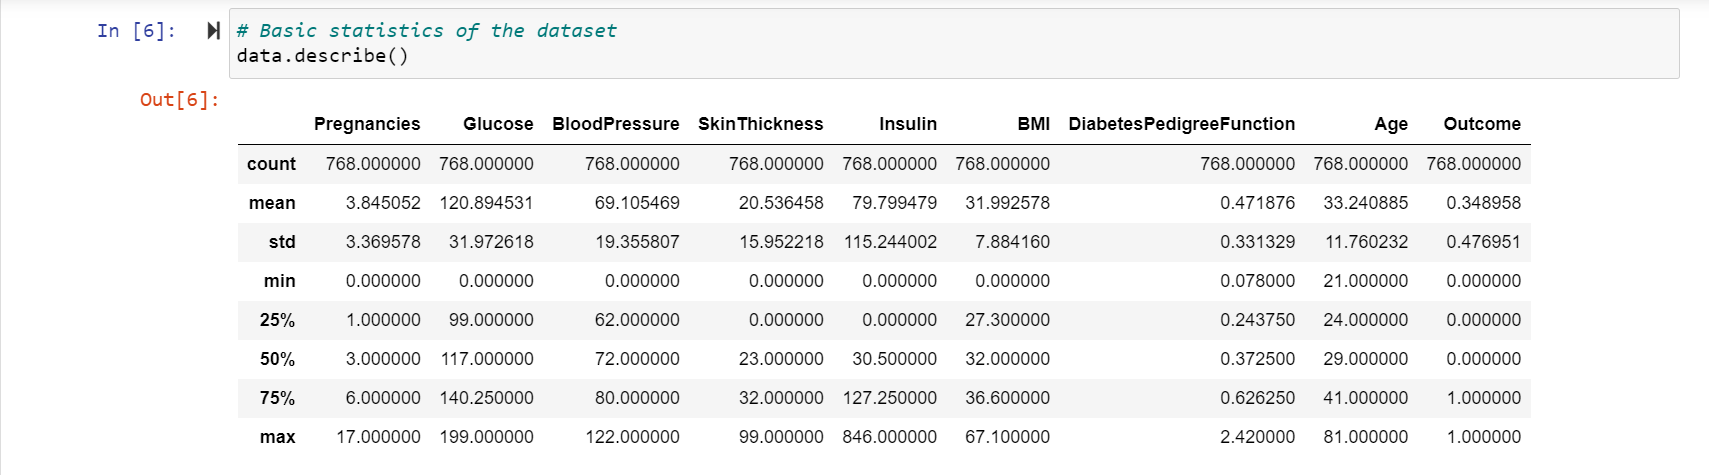 In [6]: # Basic statistics of the dataset
data.describe()
Out[6]:
Pregnancies Glucose BloodPressure SkinThickness Insulin BMI DiabetesPedigreeFunction Age Outcome
count 768.000000 768.000000 768.000000 768.000000 768.000000 768.000000 768.000000 768.000000 768.000000
mean 3.845052 120.894531 69.105469 20.536458 79.799479 31.992578 0.471876 33.240885 0.348958
std 3.369578 31.972618 19.355807 15.952218 115.244002 7.884160 0.331329 11.760232 0.476951
min 0.000000 0.000000 0.000000 0.000000 0.000000 0.000000 0.078000 21.000000 0.000000
25% 1.000000 99.000000 62.000000 0.000000 0.000000 27.300000 0.243750 24.000000 0.000000
50% 3.000000 117.000000 72.000000 23.000000 30.500000 32.000000 0.372500 29.000000 0.000000
75% 6.000000 140.250000 80.000000 32.000000 127.250000 36.600000 0.626250 41.000000 1.000000
max 17.000000 199.000000 122.000000 99.000000 846.000000 67.100000 2.420000 81.000000 1.000000